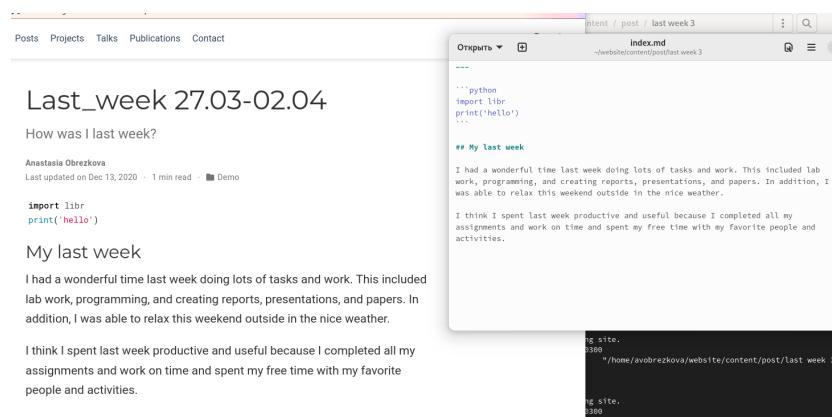 Posts Projects Talks Publications Contact
Last_week 27.03-02.04
How was I last week?
Anastasia Obrezkova
Last updated on Dec 13, 2020 · 1 min read · Demo
import libr
print('hello')
My last week
I had a wonderful time last week doing lots of tasks and work. This included
lab work, programming, and creating reports, presentations, and papers. In
addition, I was able to relax this weekend outside in the nice weather.
I think I spent last week productive and useful because I completed all my
assignments and work on time and spent my free time with my favorite
people and activities.
ntent / post / last week 3
Открыть
index.md
~/website/content/post/last week 3
---
```python
import libr
print('hello')
```
## My last week
I had a wonderful time last week doing lots of tasks and work. This included lab
work, programming, and creating reports, presentations, and papers. In addition, I
was able to relax this weekend outside in the nice weather.
I think I spent last week productive and useful because I completed all my
assignments and work on time and spent my free time with my favorite people and
activities.
ng site.
0300
"/home/avobrezkova/website/content/post/last week
ng site.
0300